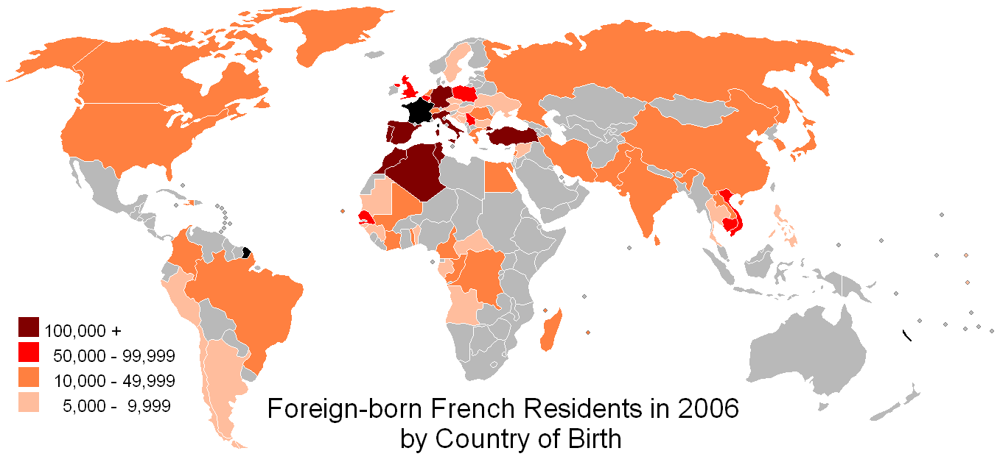 100,000 +
50,000 - 99,999
10,000 - 49,999
5,000 - 9,999
Foreign-born French Residents in 2006
by Country of Birth